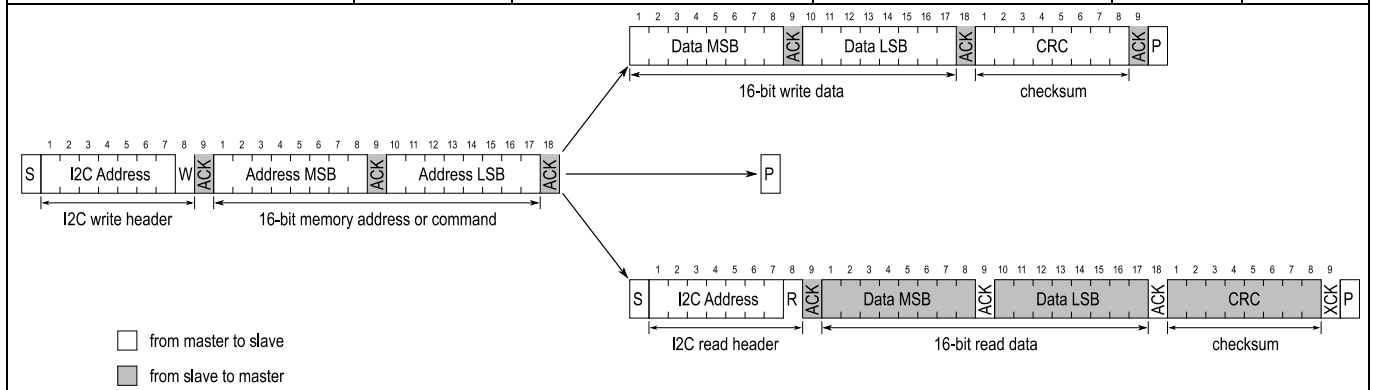 1 2 3 4 5 6 7 8 9 10 11 12 13 14 15 16 17 18 1 2 3 4 5 6 7 8 9
Data MSB ACK Data LSB ACK CRC ACK P
16-bit write data checksum
1 2 3 4 5 6 7 8 9 1 2 3 4 5 6 7 8 9 10 11 12 13 14 15 16 17 18
S I2C Address W ACK Address MSB ACK Address LSB ACK P
I2C write header 16-bit memory address or command
1 2 3 4 5 6 7 8 9 1 2 3 4 5 6 7 8 9 10 11 12 13 14 15 16 17 18 1 2 3 4 5 6 7 8 9
S I2C Address R ACK Data MSB ACK Data LSB ACK CRC XCK P
I2C read header 16-bit read data checksum
from master to slave
from slave to master